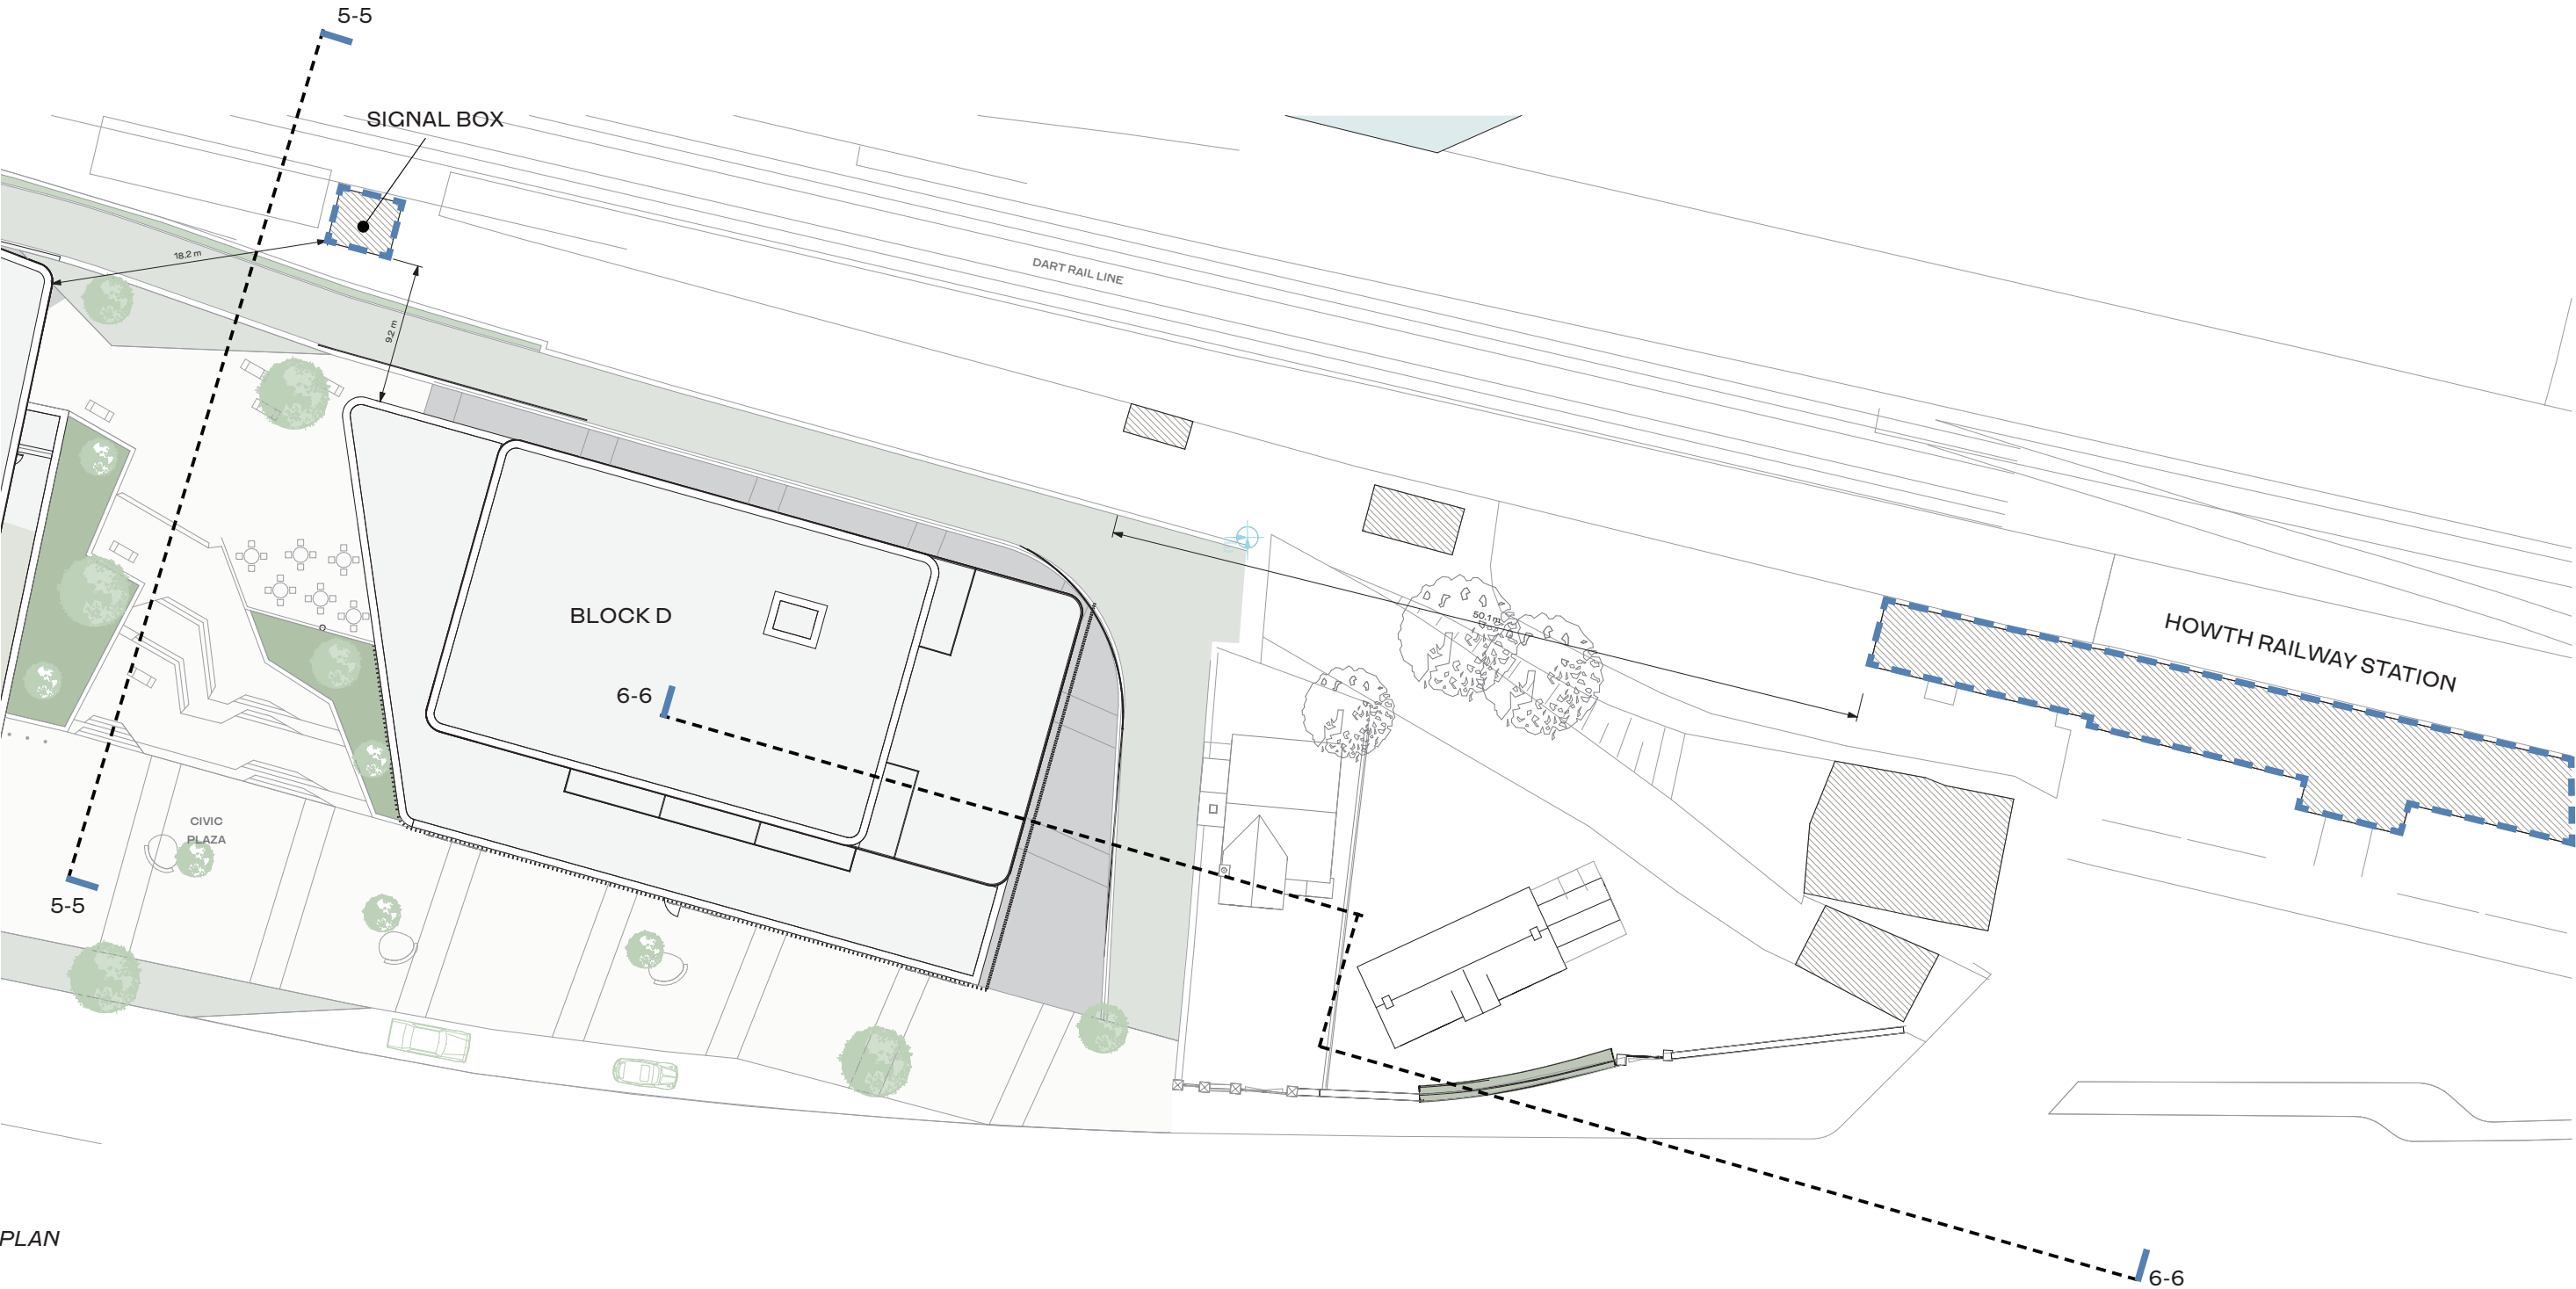 5-5
SIGNAL BOX
18.2 m
DART RAIL LINE
9.2 m
BLOCK D
50.1 m
HOWTH RAILWAY STATION
6-6
CIVIC
PLAZA
5-5
PLAN
6-6